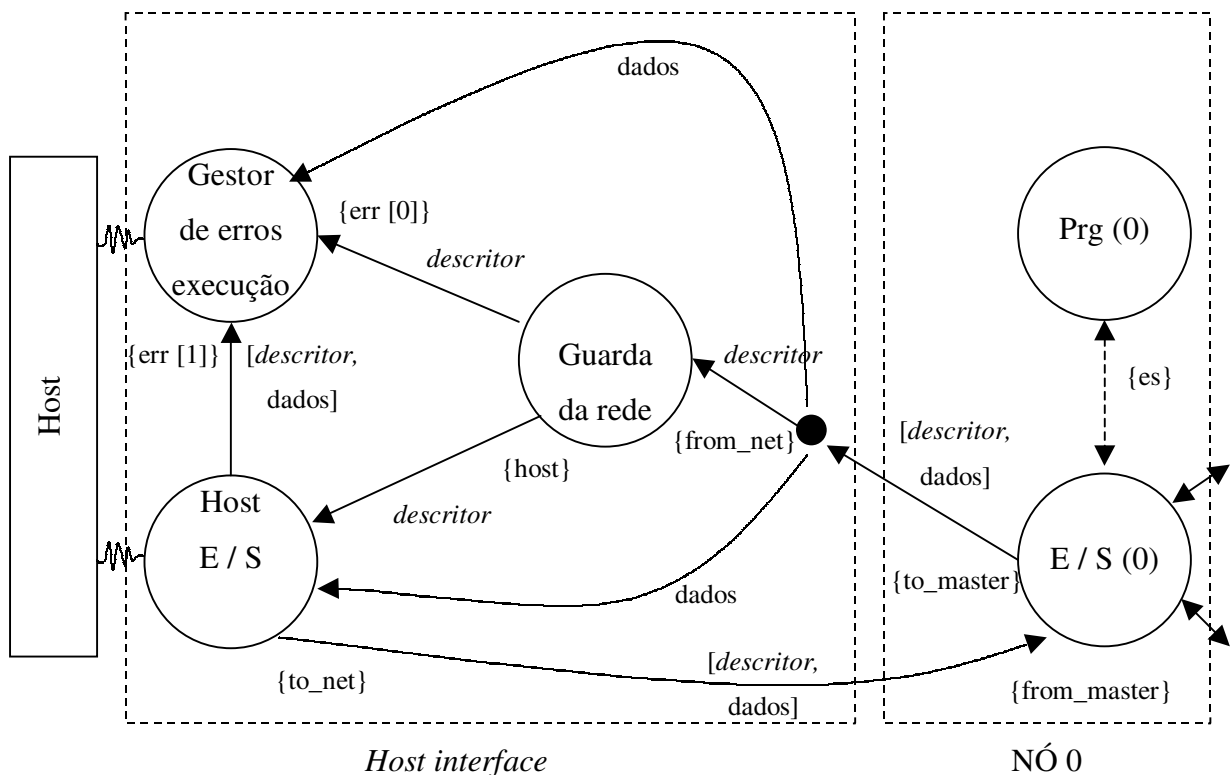 dados
Gestor
de erros
execução
{err [0]}
descritor
Prg (0)
Host
{err [1]}
[descritor,
dados]
Guarda
da rede
descritor
{es}
{from_net}
[descritor,
dados]
{host}
descritor
Host
E / S
E / S (0)
{to_master}
dados
{to_net}
[descritor,
dados]
{from_master}
Host interface
NÓ 0